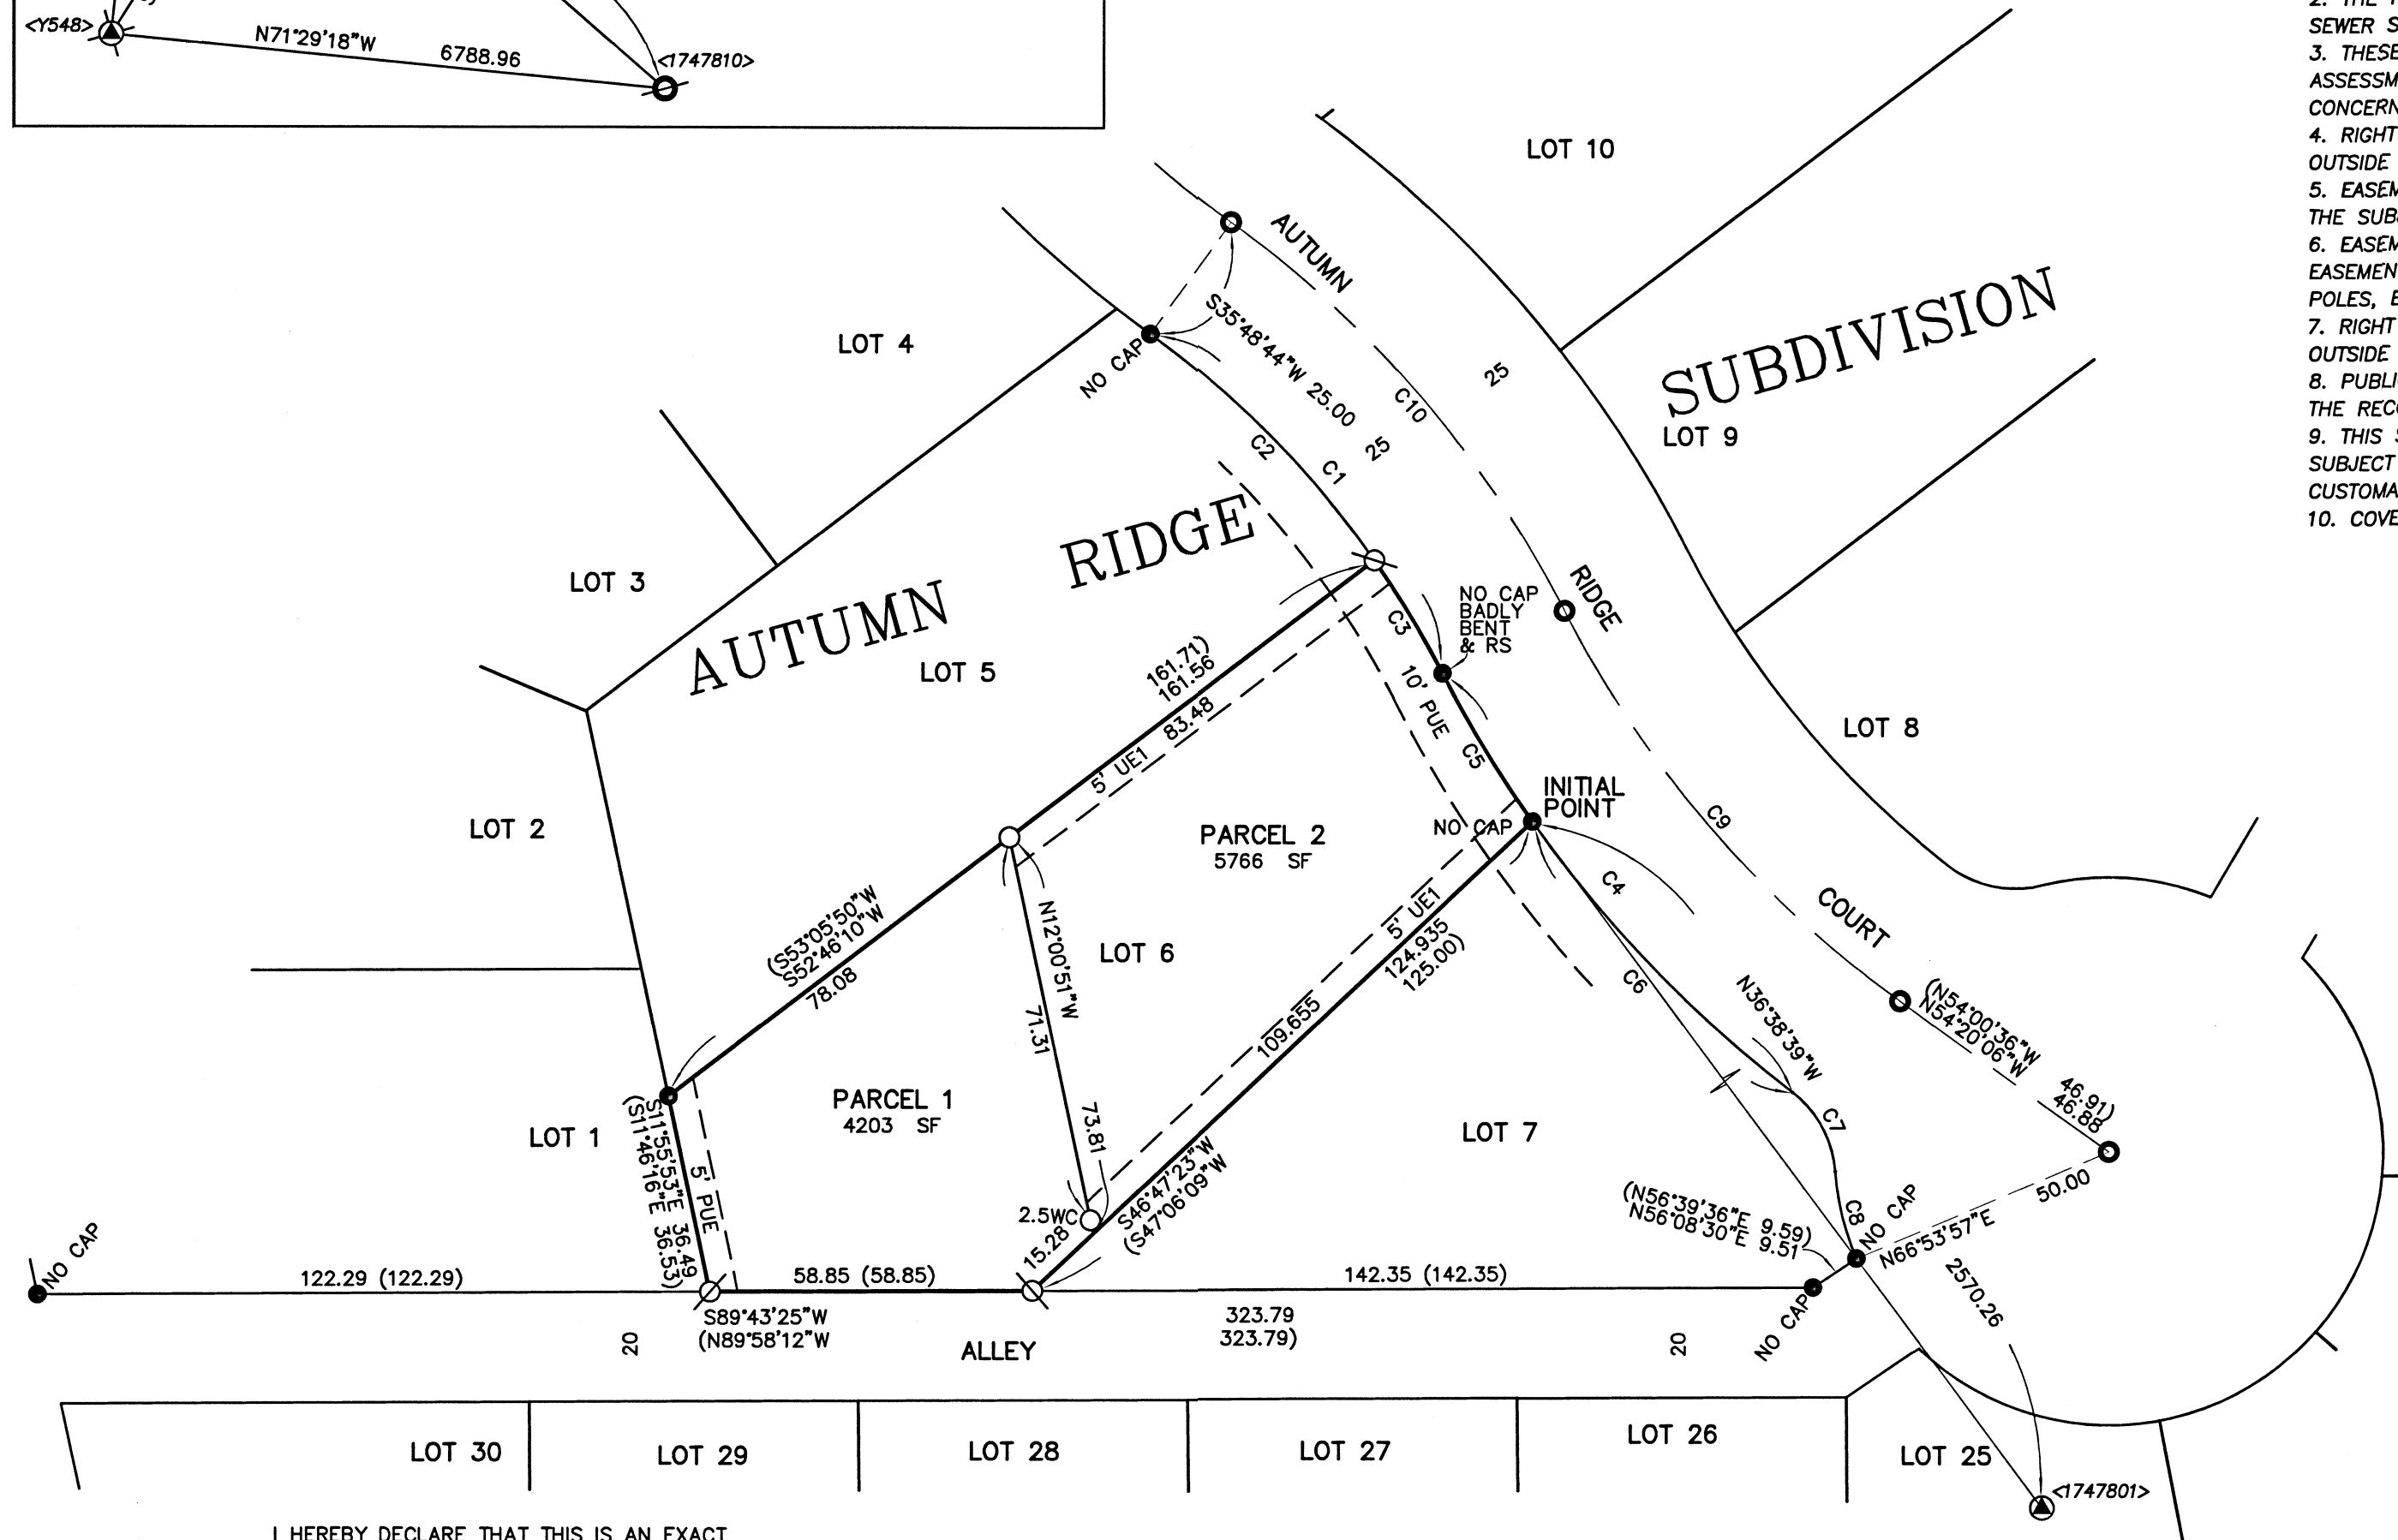 <Y548>
N71°29'18"W
6788.96
<1747810>
SEWER S
3. THESE
ASSESSM
CONCERN
4. RIGHT
OUTSIDE
5. EASEM
THE SUB
6. EASEM
EASEMEN
POLES, E
7. RIGHT
OUTSIDE
8. PUBLI
THE RECO
9. THIS S
SUBJECT
CUSTOMA
10. COVE
LOT 10
AUTUMN
S35°48'44"W 25.00
NO CAP
LOT 4
C10
25
25
SUBDIVISION
LOT 9
C2
C1
LOT 3
AUTUMN RIDGE
LOT 5
NO CAP
BADLY
BENT
& RS
RIDGE
C3
161.71)
161.56
83.48
5' UE1
10' PUE
C5
LOT 8
INITIAL
POINT
NO CAP
LOT 2
PARCEL 2
5766 SF
C9
C4
COURT
(S53°05'50"W
S52°46'10"W
78.08
N12°00'51"W
71.31
73.81
LOT 6
5' UE1
124.935
125.00)
109.655
C6
N36°38'39"W
(N54°00'36"W
N54°20'06"W
46.91)
46.88
PARCEL 1
4203 SF
LOT 1
S11°55'53"E 36.49
(S11°46'16"E 36.53)
5' PUE
LOT 7
C7
C8
NO CAP
50.00
N66°53'57"E
(N56°39'36"E 9.59)
N56°08'30"E 9.51
2.5WC
15.28
S46°47'23"W
(S47°06'09"W
NO CAP
122.29 (122.29)
58.85 (58.85)
142.35 (142.35)
2570.26
NO CAP
S89°43'25"W
(N89°58'12"W
323.79
323.79)
20
ALLEY
20
LOT 30
LOT 29
LOT 28
LOT 27
LOT 26
LOT 25
<1747801>
I HEREBY DECLARE THAT THIS IS AN EXACT